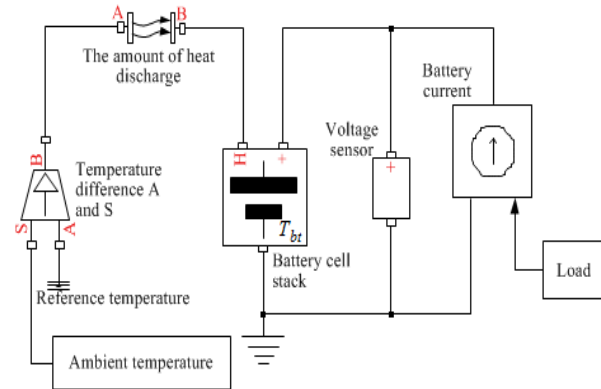 A
B
The amount of heat
discharge
Battery
current
Voltage
sensor
B
Temperature
difference A
and S
H
+
+
S
A
T_bt
Battery cell
stack
Reference temperature
Load
Ambient temperature